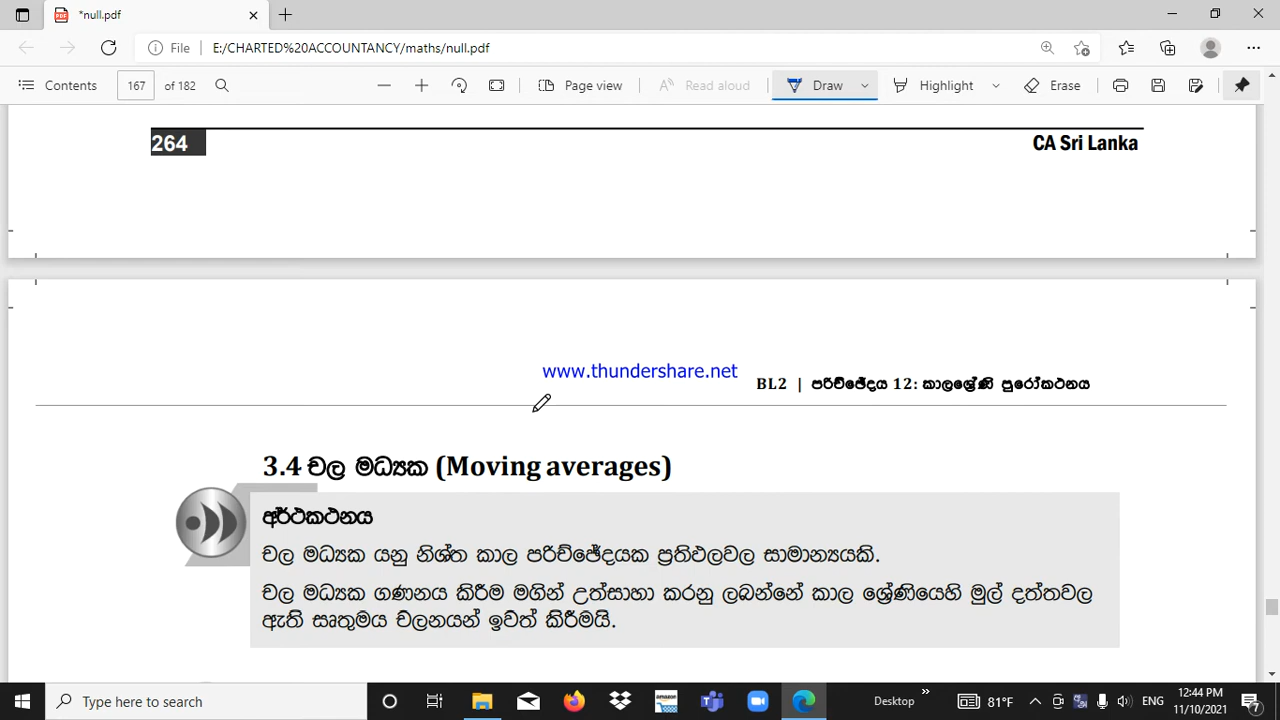 *null.pdf
File E:/CHARTED%20ACCOUNTANCY/maths/null.pdf
Contents 167 of 182 Page view Read aloud Draw Highlight Erase
264 CA Sri Lanka
www.thundershare.net
BL2 | පරිච්ඡේදය 12: කාලශ්‍රේණි පුරෝකථනය
3.4 චල මධ්‍යක (Moving averages)
අර්ථකථනය
චල මධ්‍යක යනු නිශ්ත කාල පරිච්ඡේදයක ප්‍රතිඵලවල සාමාන්‍යයකි.
චල මධ්‍යක ගණනය කිරීම මගින් උත්සාහා කරනු ලබන්නේ කාල ශ්‍රේණියෙහි මුල් දත්තවල
ඇති සෘතුමය චලනයන් ඉවත් කිරීමයි.
Type here to search Desktop 81°F ENG 12:44 PM
11/10/2021 7